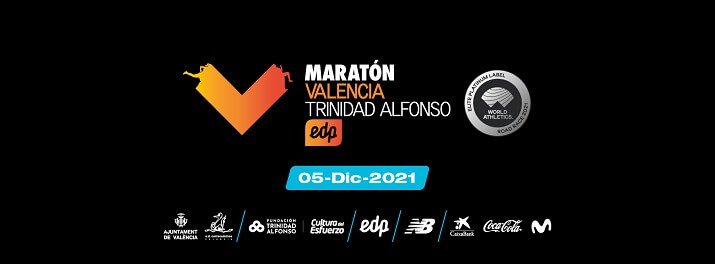 MARATÓN
VALENCIA
TRINIDAD ALFONSO
edp
ELITE PLATINUM LABEL
WORLD
ATHLETICS.
ROAD RACE 2021
05-Dic-2021
AJUNTAMENT
DE VALÈNCIA
FUNDACIÓN
TRINIDAD
ALFONSO
Cultura del
Esfuerzo
edp
NB
CaixaBank
Coca-Cola
M